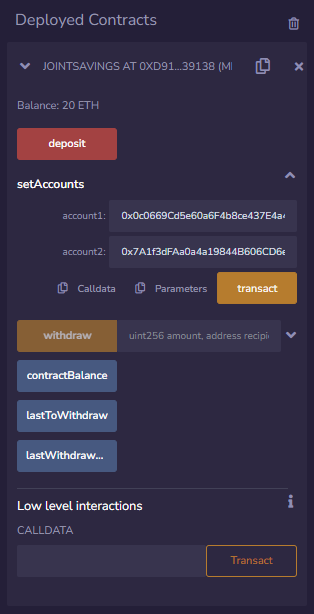 Deployed Contracts
JOINTSAVINGS AT 0XD91...39138 (M
Balance: 20 ETH
deposit
setAccounts
account1: 0x0c0669Cd5e60a6F4b8ce437E4a4
account2: 0x7A1f3dFAa0a4a19844B606CD6e
Calldata Parameters transact
withdraw uint256 amount, address recipi
contractBalance
lastToWithdraw
lastWithdraw...
Low level interactions
CALLDATA
Transact